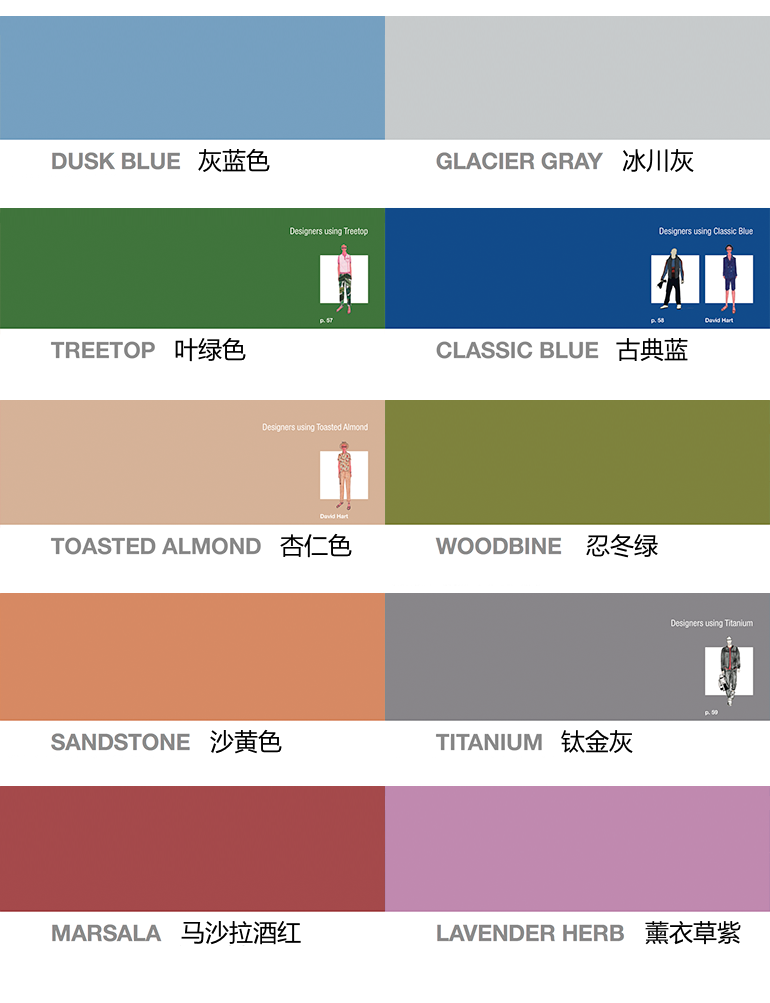 DUSK BLUE 灰蓝色
GLACIER GRAY 冰川灰
Designers using Treetop
p. 57
Designers using Classic Blue
p. 58
David Hart
TREETOP 叶绿色
CLASSIC BLUE 古典蓝
Designers using Toasted Almond
David Hart
TOASTED ALMOND 杏仁色
WOODBINE 忍冬绿
Designers using Titanium
p. 59
SANDSTONE 沙黄色
TITANIUM 钛金灰
MARSALA 马沙拉酒红
LAVENDER HERB 薰衣草紫